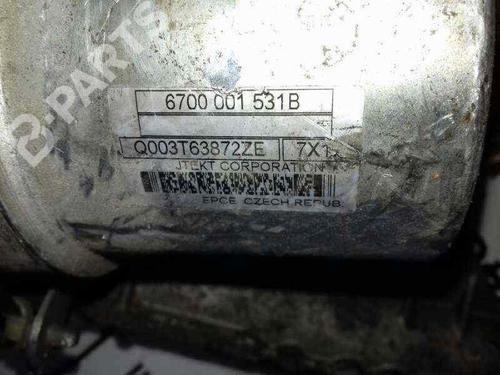 B-PARTS
6700 001 531B
Q003T63872ZE 7X1
JTEKT CORPORATION
EPCE, CZECH REPUB.